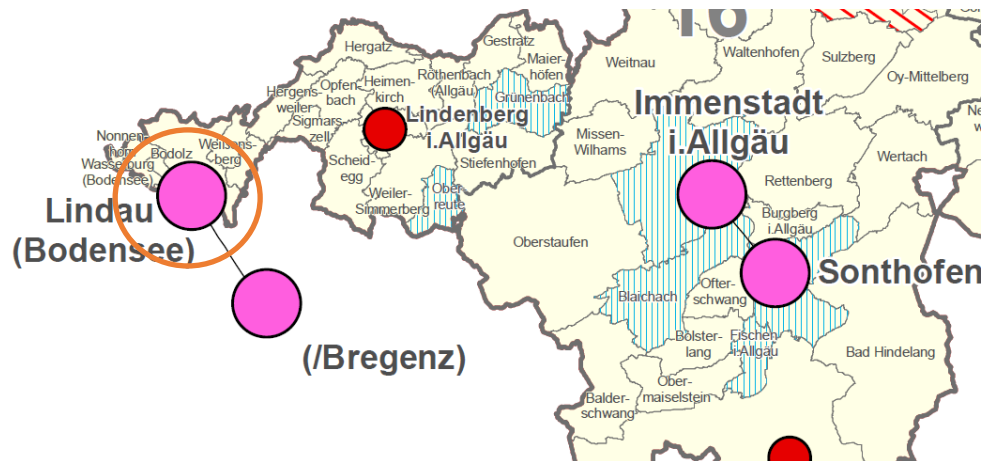 16
Hergatz
Gestratz
Maier-
höfen
Grünenbach
Röthenbach
(Allgäu)
Heimen-
kirch
Opfen-
bach
Hergens-
weiler
Sigmars-
zell
Lindenberg
i.Allgäu
Scheid-
egg
Stiefenhofen
Weiler-
Simmerberg
Ober-
reute
Nonnen-
horn
Wasserburg
(Bodensee)
Bodolz
Weißens-
berg
Lindau
(Bodensee)
(/Bregenz)
Weitnau
Waltenhofen
Sulzberg
Oy-Mittelberg
Immenstadt
i.Allgäu
Missen-
Wilhams
Wertach
Rettenberg
Burgberg
i.Allgäu
Oberstaufen
Sonthofen
Blaichach
Ofter-
schwang
Bolster-
lang
Fischen
i.Allgäu
Bad Hindelang
Ober-
maiselstein
Balder-
schwang